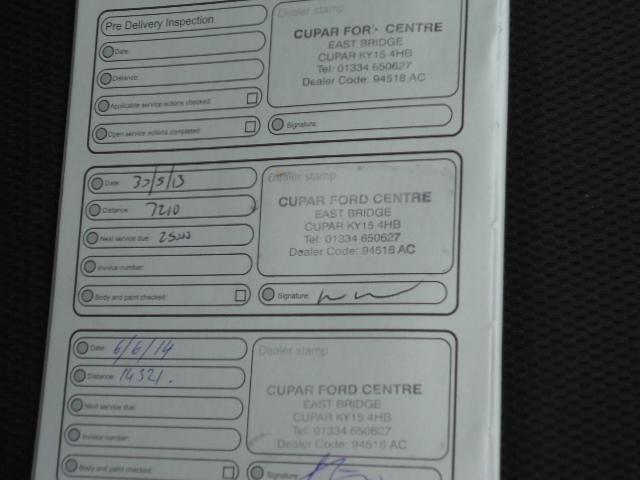 Pre Delivery Inspection
Date:
Distance:
Applicable service actions checked:
Open service actions completed:
Dealer stamp
CUPAR FORD CENTRE
EAST BRIDGE
CUPAR KY15 4HB
Tel: 01334 650627
Dealer Code: 94518 AC
Signature:
Date: /5/13
Distance: 7210
Next service due:
Invoice number:
Body and paint checked:
Dealer stamp
CUPAR FORD CENTRE
EAST BRIDGE
CUPAR KY15 4HB
Tel: 01334 650627
Dealer Code: 94518 AC
Signature:
Date: 6/6/14
Distance: 14321.
Next service due:
Invoice number:
Body and paint checked:
Dealer stamp
CUPAR FORD CENTRE
EAST BRIDGE
CUPAR KY15 4HB
Tel: 01334 650627
Dealer Code: 94518 AC
Signature: